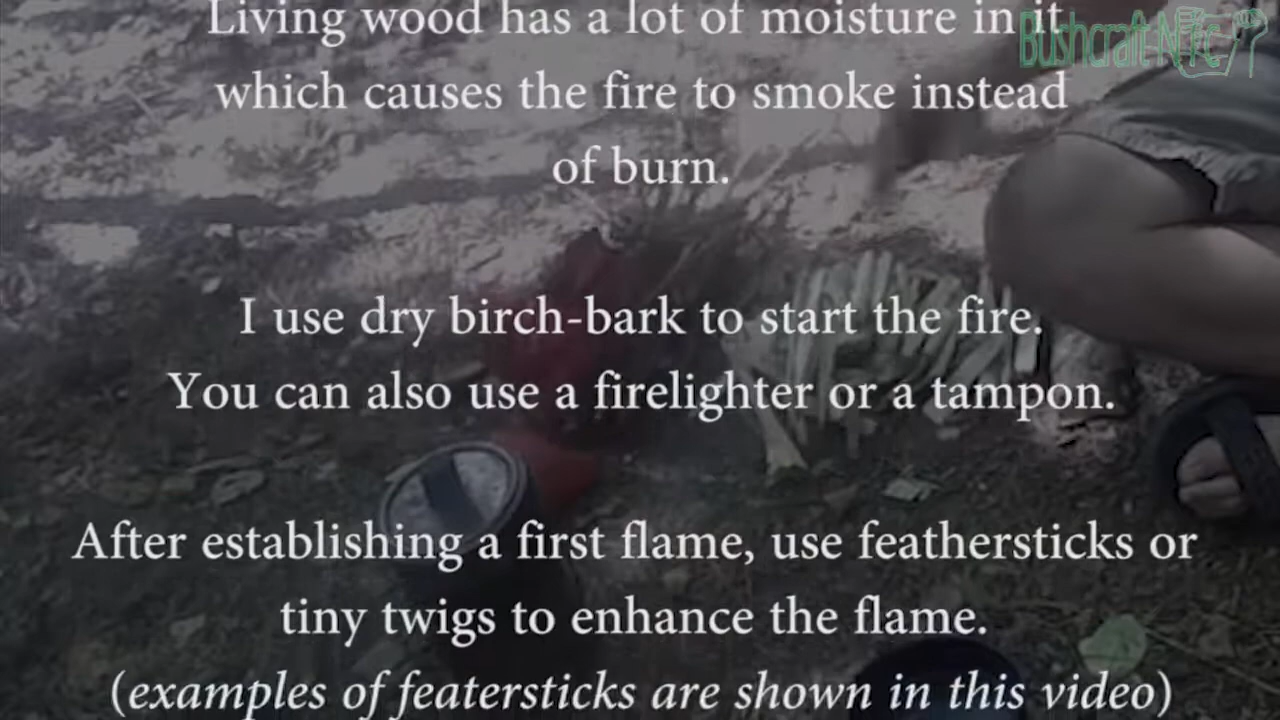 Living wood has a lot of moisture in it
which causes the fire to smoke instead
of burn.
I use dry birch-bark to start the fire.
You can also use a firelighter or a tampon.
After establishing a first flame, use feathersticks or
tiny twigs to enhance the flame.
(examples of featersticks are shown in this video)
Bushcraft NTc